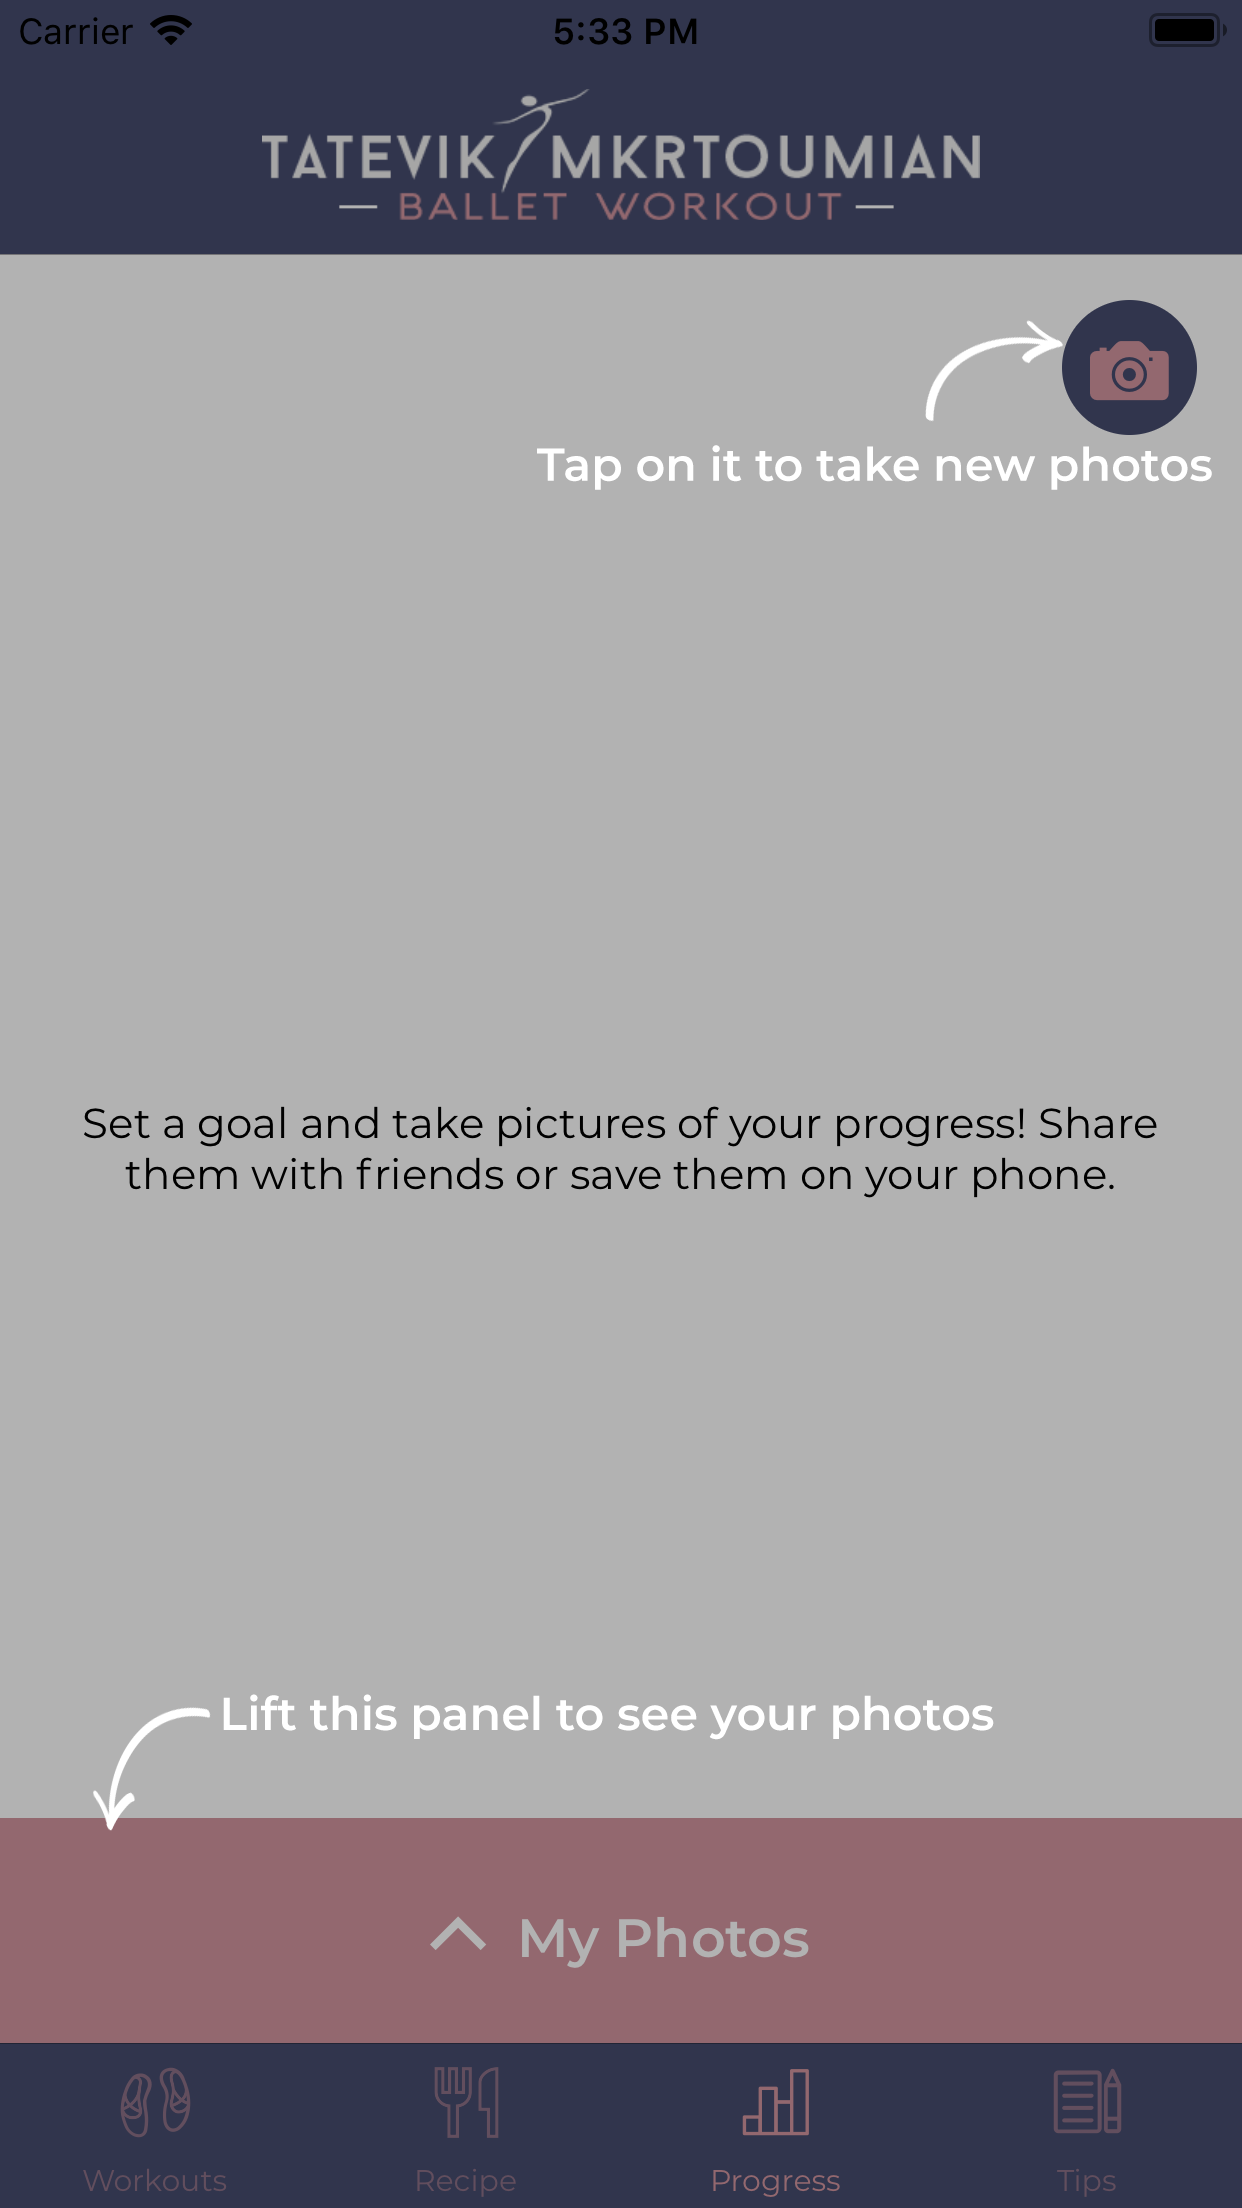 Carrier 5:33 PM
TATEVIK MKRTOUMIAN
BALLET WORKOUT
Tap on it to take new photos
Set a goal and take pictures of your progress! Share
them with friends or save them on your phone.
Lift this panel to see your photos
My Photos
Workouts Recipe Progress Tips